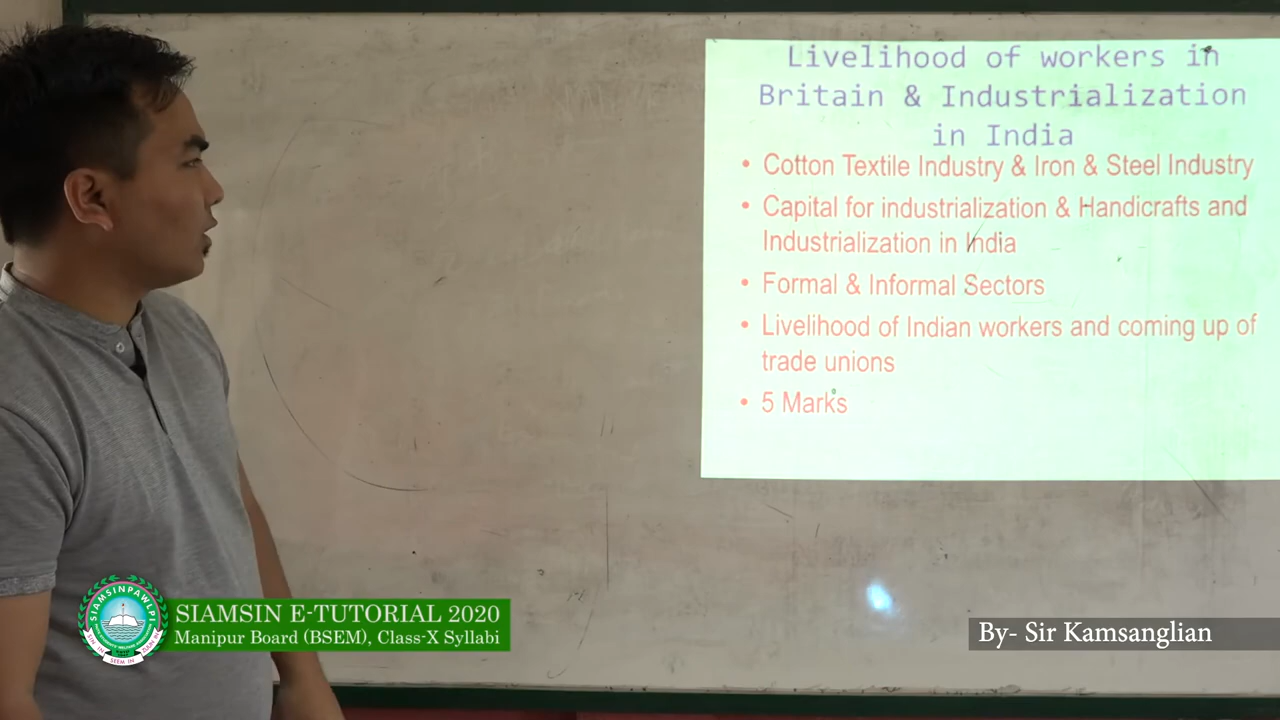 Livelihood of workers in
Britain & Industrialization
in India
• Cotton Textile Industry & Iron & Steel Industry
• Capital for industrialization & Handicrafts and
Industrialization in India
• Formal & Informal Sectors
• Livelihood of Indian workers and coming up of
trade unions
• 5 Marks
SIAMSINPAWLPI
SIAMSIN E-TUTORIAL 2020
Manipur Board (BSEM), Class-X Syllabi
By- Sir Kamsanglian